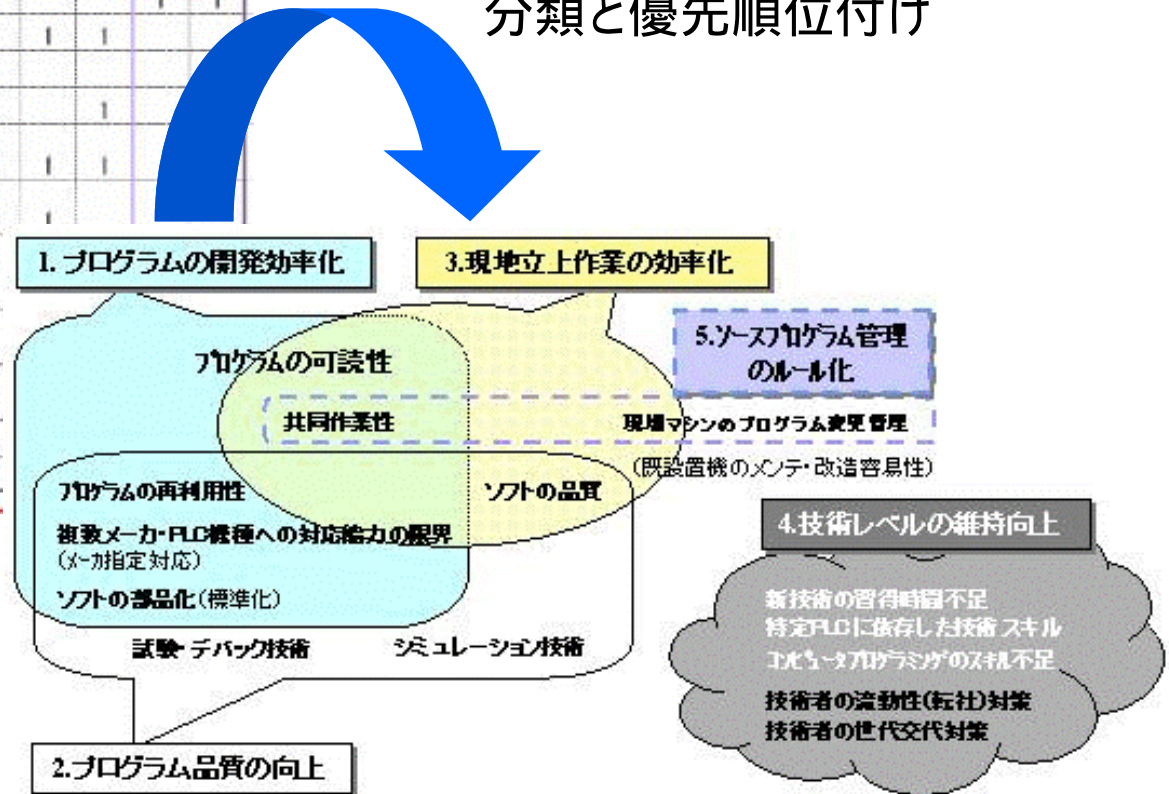 分類と優先順位付け
1 1
1 1
1
1 1
1
1. プログラムの開発効率化
3.現地立上作業の効率化
5.ソースプログラム管理
のルール化
プログラムの可読性
共同作業性
現場マシンのプログラム変更管理
(既設置機のメンテ・改造容易性)
プログラムの再利用性
ソフトの品質
複数メーカ・PLC機種への対応能力の限界
(メーカ指定対応)
ソフトの部品化(標準化)
試験・デバック技術
シミュレーション技術
4.技術レベルの維持向上
新技術の習得時間不足
特定PLCに依存した技術スキル
コンピュータプログラミングのスキル不足
技術者の流動性(転社)対策
技術者の世代交代対策
2.プログラム品質の向上